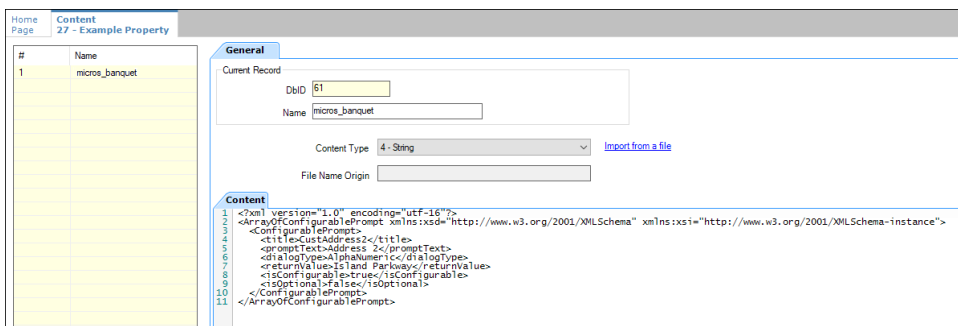 Home
Page
Content
27 - Example Property
# Name
1 micros_banquet
General
Current Record
DbID 61
Name micros_banquet
Content Type 4 - String Import from a file
File Name Origin
Content
1 <?xml version="1.0" encoding="utf-16"?>
2 <ArrayOfConfigurablePrompt xmlns:xsd="http://www.w3.org/2001/XMLSchema" xmlns:xsi="http://www.w3.org/2001/XMLSchema-instance">
3 <ConfigurablePrompt>
4 <title>CustAddress2</title>
5 <promptText>Address 2</promptText>
6 <dialogType>AlphaNumeric</dialogType>
7 <returnValue>Island Parkway</returnValue>
8 <isConfigurable>true</isConfigurable>
9 <isOptional>false</isOptional>
10 </ConfigurablePrompt>
11 </ArrayOfConfigurablePrompt>